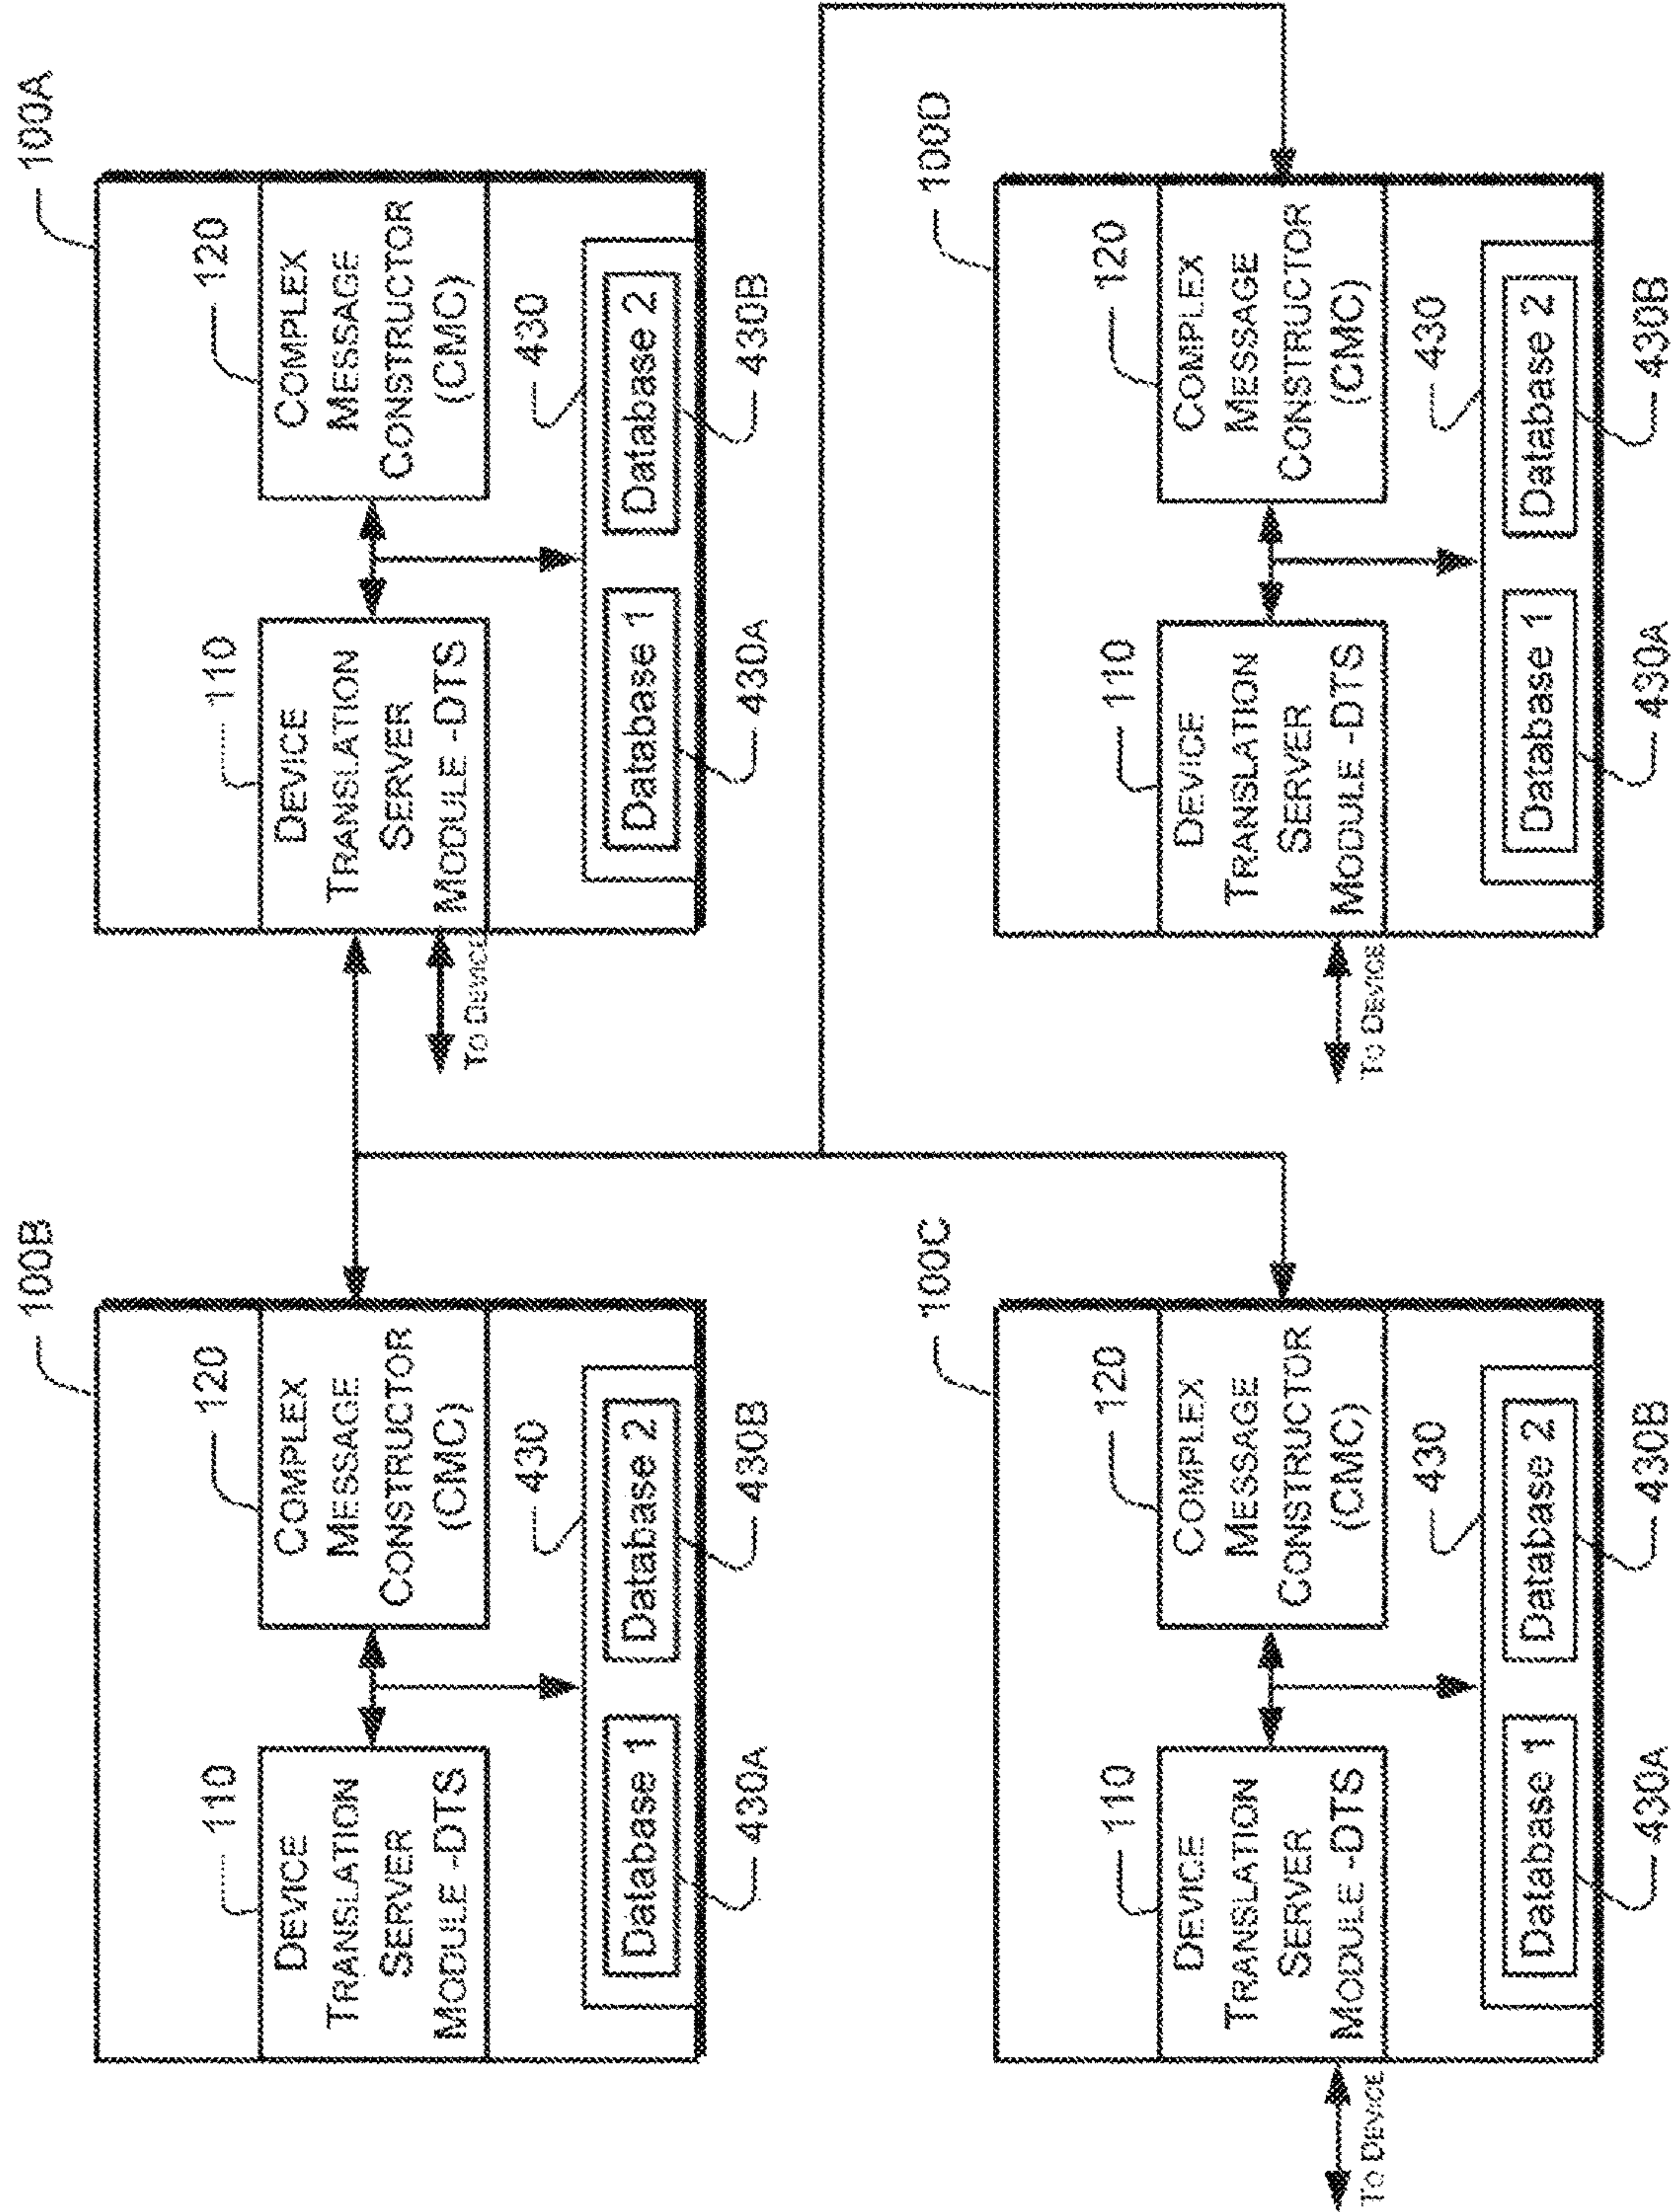 100B
110
120
DEVICE
TRANSLATION
SERVER
MODULE -DTS
COMPLEX
MESSAGE
CONSTRUCTOR
(CMC)
430
Database 1
Database 2
430A
430B
100A
110
120
DEVICE
TRANSLATION
SERVER
MODULE -DTS
COMPLEX
MESSAGE
CONSTRUCTOR
(CMC)
TO DEVICE
430
Database 1
Database 2
430A
430B
100C
110
120
DEVICE
TRANSLATION
SERVER
MODULE -DTS
COMPLEX
MESSAGE
CONSTRUCTOR
(CMC)
TO DEVICE
430
Database 1
Database 2
430A
430B
100D
110
120
DEVICE
TRANSLATION
SERVER
MODULE -DTS
COMPLEX
MESSAGE
CONSTRUCTOR
(CMC)
TO DEVICE
430
Database 1
Database 2
430A
430B